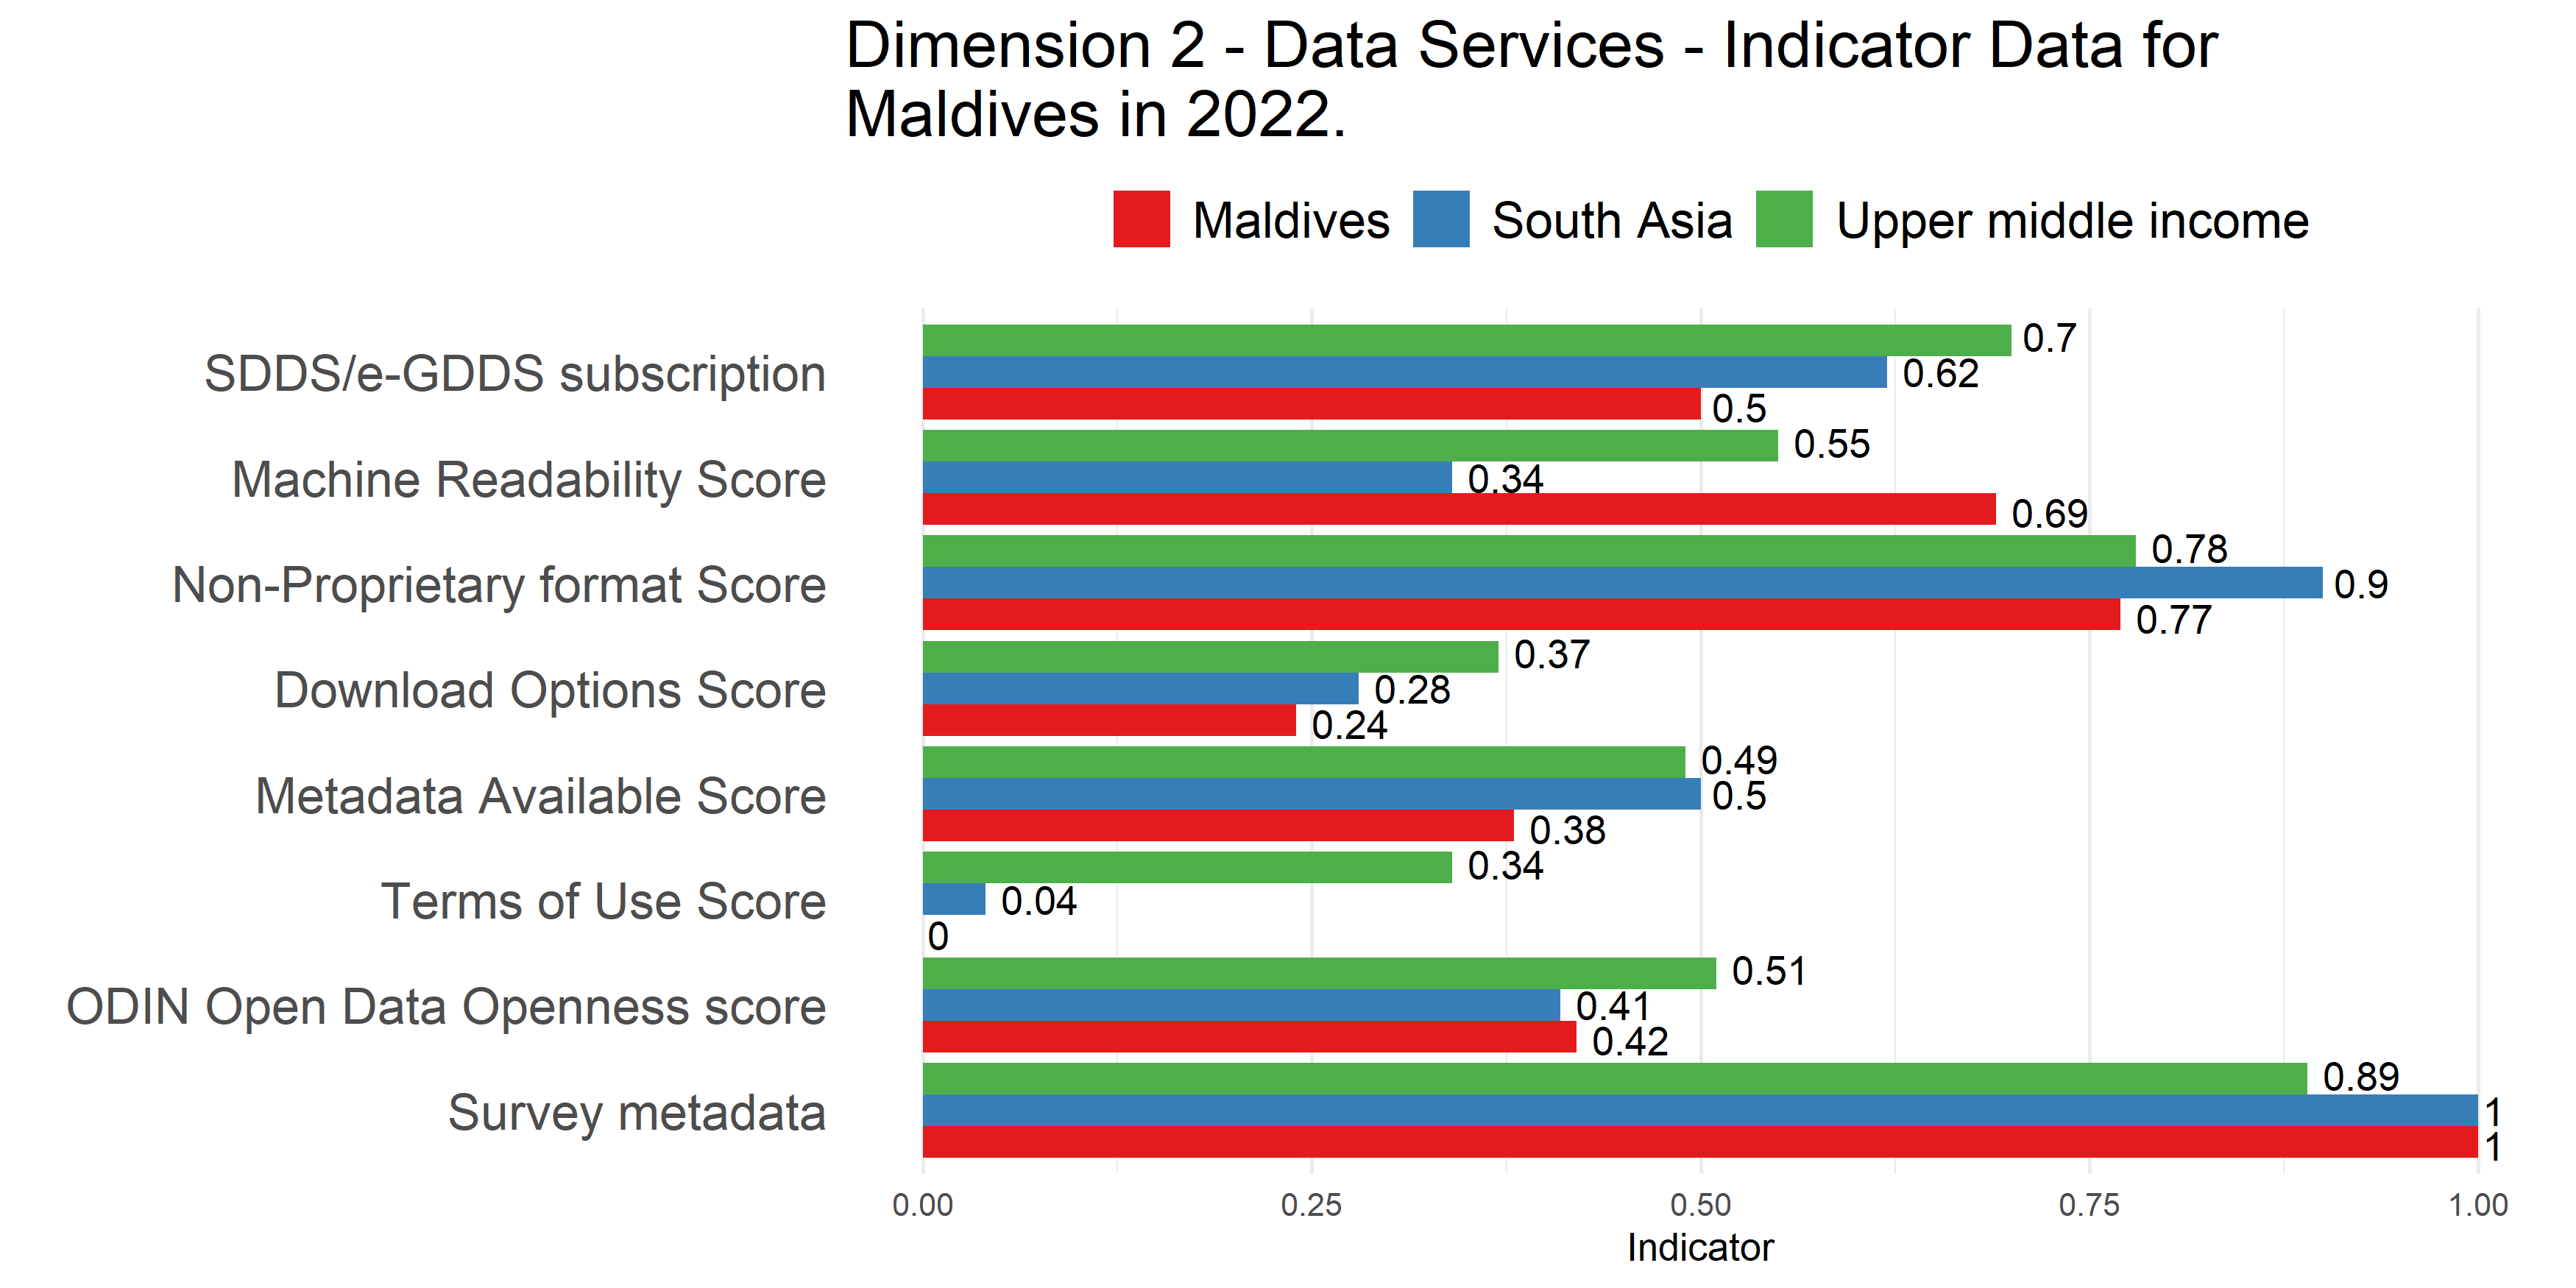 Dimension 2 - Data Services - Indicator Data for
Maldives in 2022.
Maldives South Asia Upper middle income
SDDS/e-GDDS subscription
0.7
0.62
0.5
Machine Readability Score
0.55
0.34
0.69
Non-Proprietary format Score
0.78
0.9
0.77
Download Options Score
0.37
0.28
0.24
Metadata Available Score
0.49
0.5
0.38
Terms of Use Score
0.34
0.04
0
ODIN Open Data Openness score
0.51
0.41
0.42
Survey metadata
0.89
1
1
0.00 0.25 0.50 0.75 1.00
Indicator